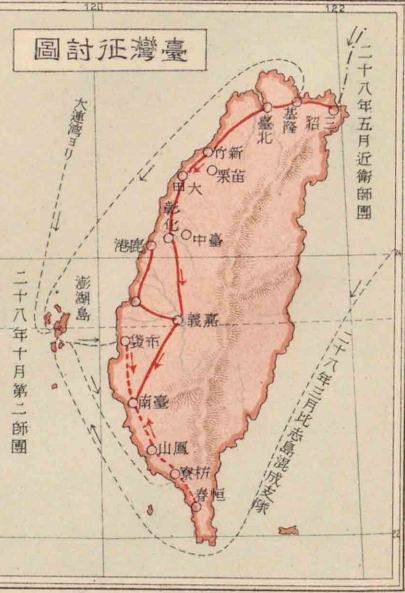 120
122
臺灣征討圖
二十八年五月近衛師團
三貂
基隆
臺北
新竹
苗栗
大甲
大連湾ヨリ
彰化
臺中
鹿港
澎湖島
嘉義
布袋
二十八年三月比志島混成支隊
二十八年十月第二師團
臺南
鳳山
枋寮
恒春